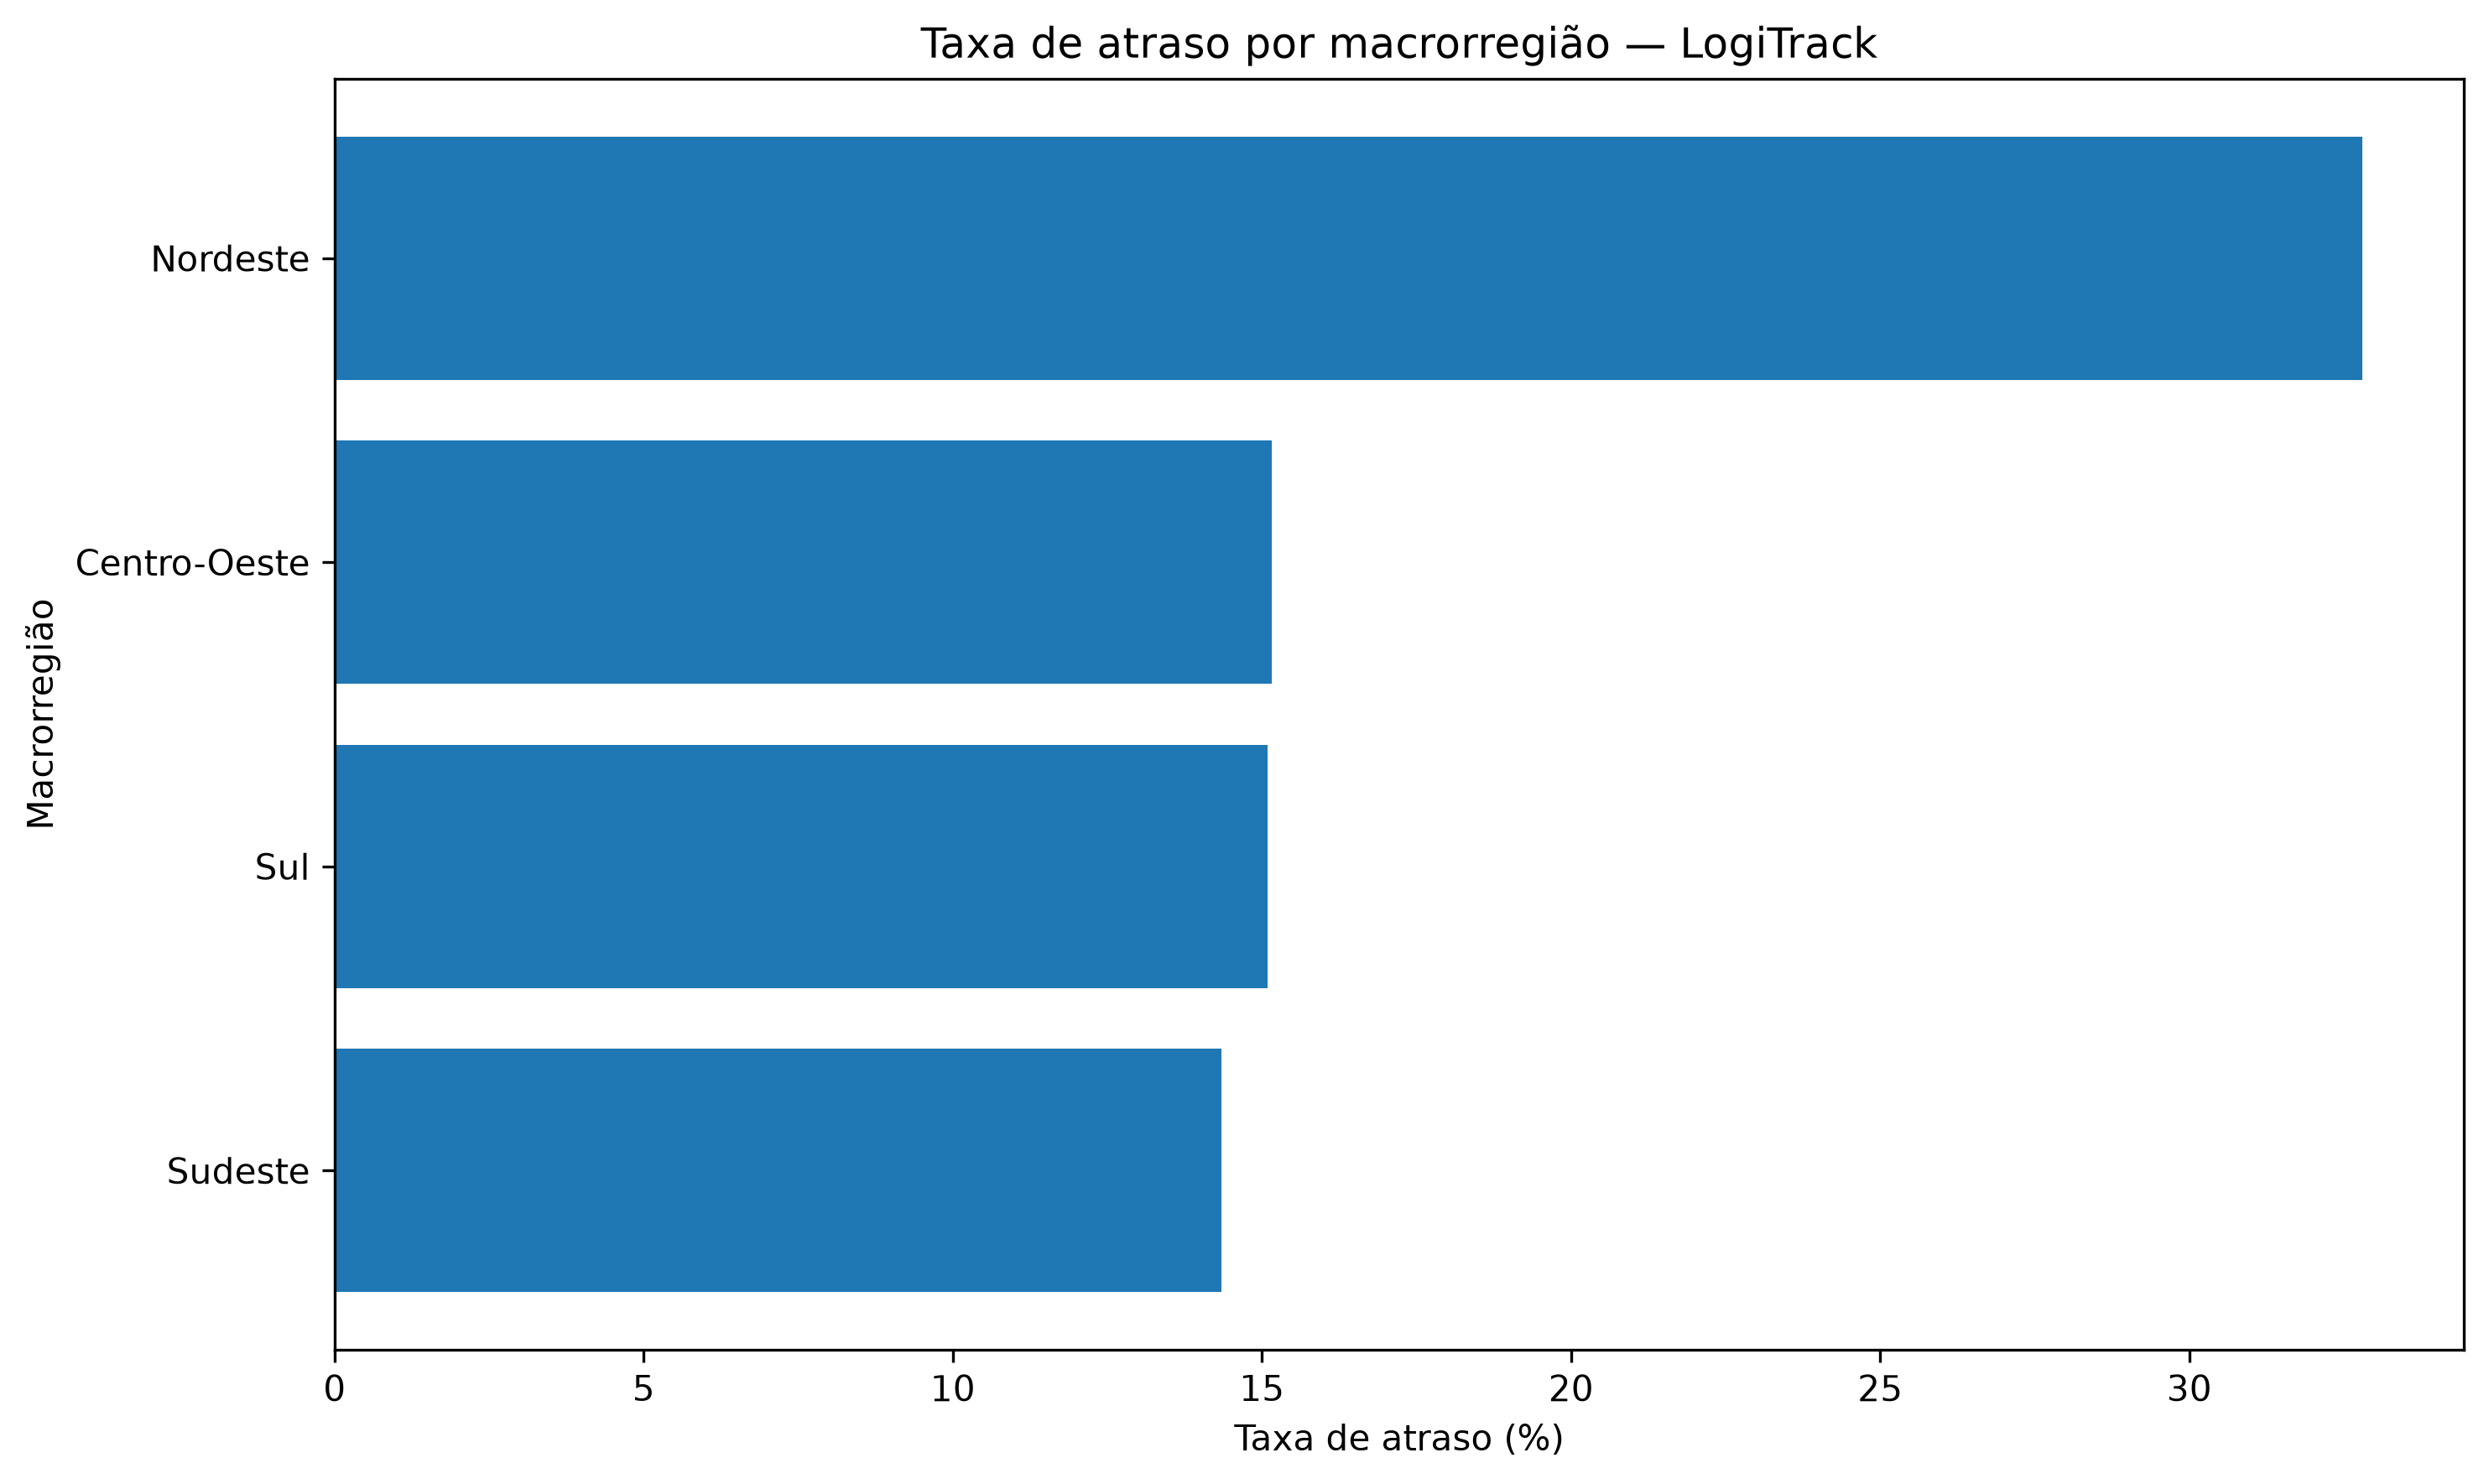 Taxa de atraso por macrorregião — LogiTrack
Macrorregião
Nordeste
Centro-Oeste
Sul
Sudeste
0 5 10 15 20 25 30
Taxa de atraso (%)